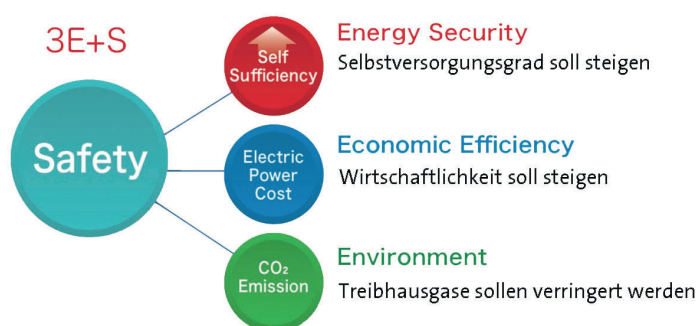 3E+S
Safety
Self
Sufficiency
Energy Security
Selbstversorgungsgrad soll steigen
Electric
Power
Cost
Economic Efficiency
Wirtschaftlichkeit soll steigen
CO₂
Emission
Environment
Treibhausgase sollen verringert werden